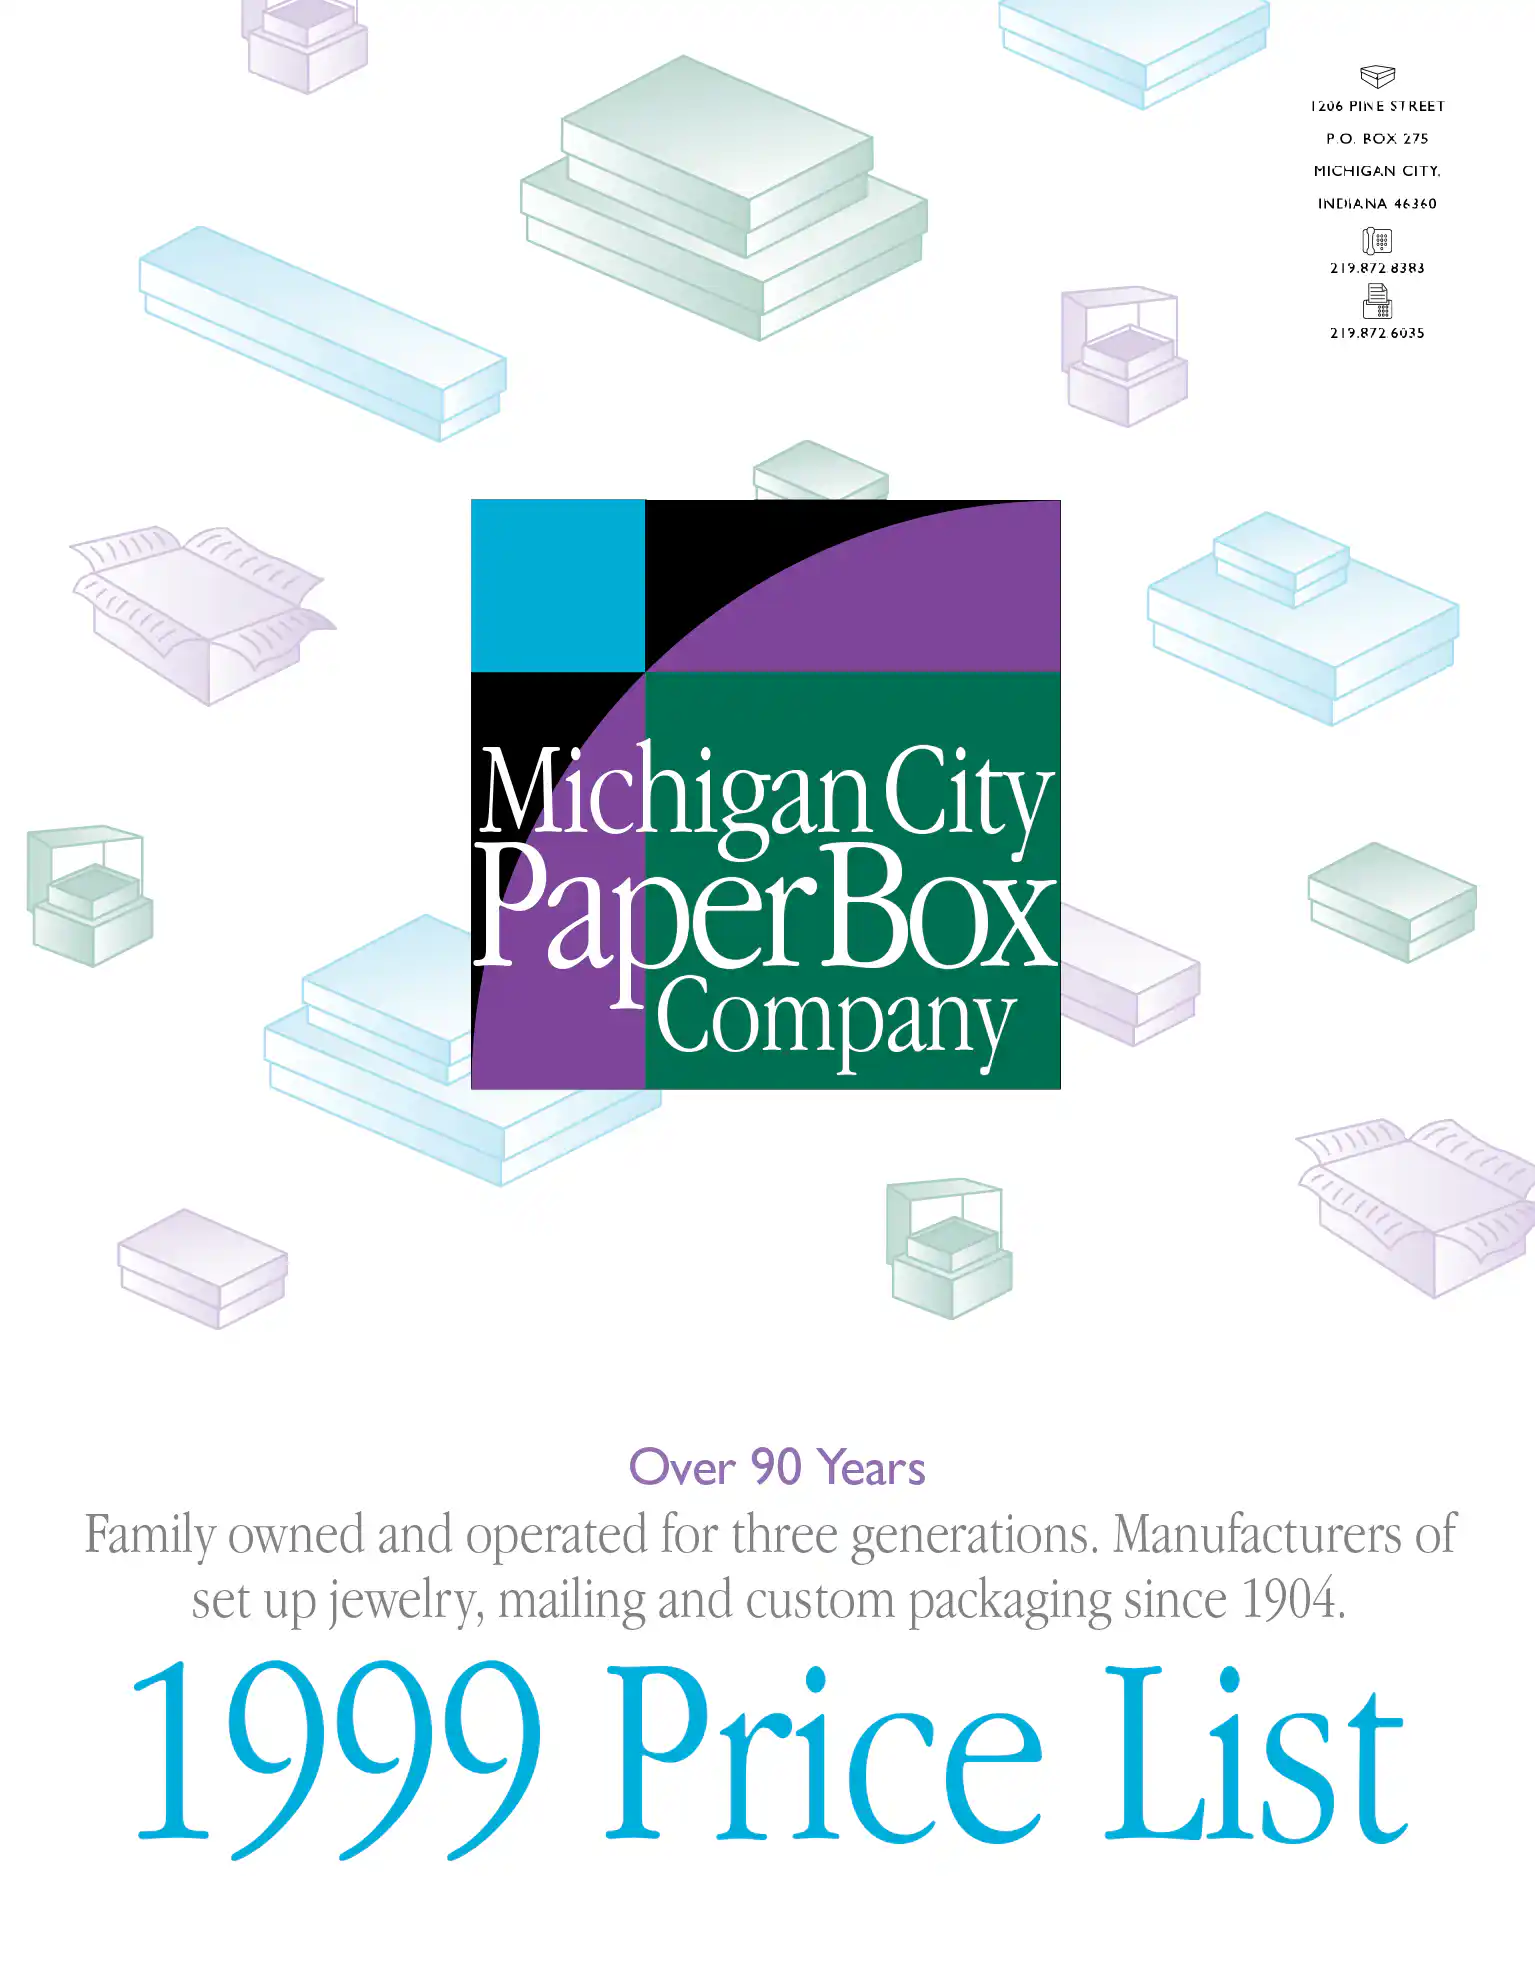 1206 PINE STREET
P.O. BOX 275
MICHIGAN CITY,
INDIANA 46360
219.872.8383
219.872.6035
Michigan City
Paper Box
Company
Over 90 Years
Family owned and operated for three generations. Manufacturers of
set up jewelry, mailing and custom packaging since 1904.
1999 Price List